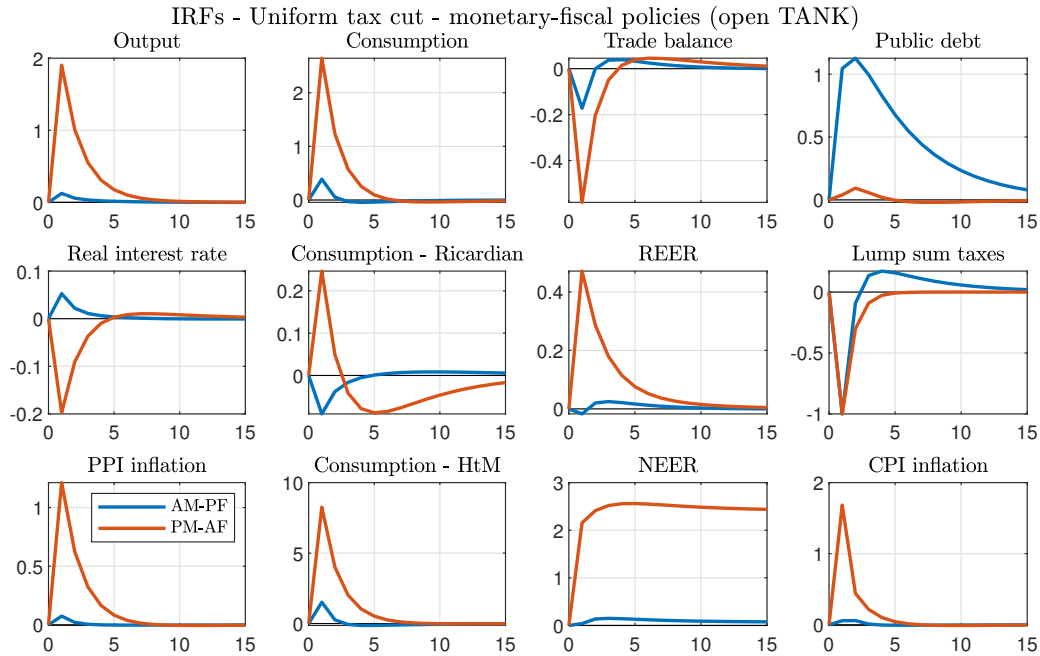 IRFs - Uniform tax cut - monetary-fiscal policies (open TANK)
Output
2
1
0
0 5 10 15
Consumption
2
1
0
0 5 10 15
Trade balance
0
-0.2
-0.4
0 5 10 15
Public debt
1
0.5
0
0 5 10 15
Real interest rate
0.1
0
-0.1
-0.2
0 5 10 15
Consumption - Ricardian
0.2
0.1
0
0 5 10 15
REER
0.4
0.2
0
0 5 10 15
Lump sum taxes
0
-0.5
-1
0 5 10 15
PPI inflation
1
0.5
0
0 5 10 15
AM-PF
PM-AF
Consumption - HtM
10
5
0
0 5 10 15
NEER
3
2
1
0
0 5 10 15
CPI inflation
2
1
0
0 5 10 15